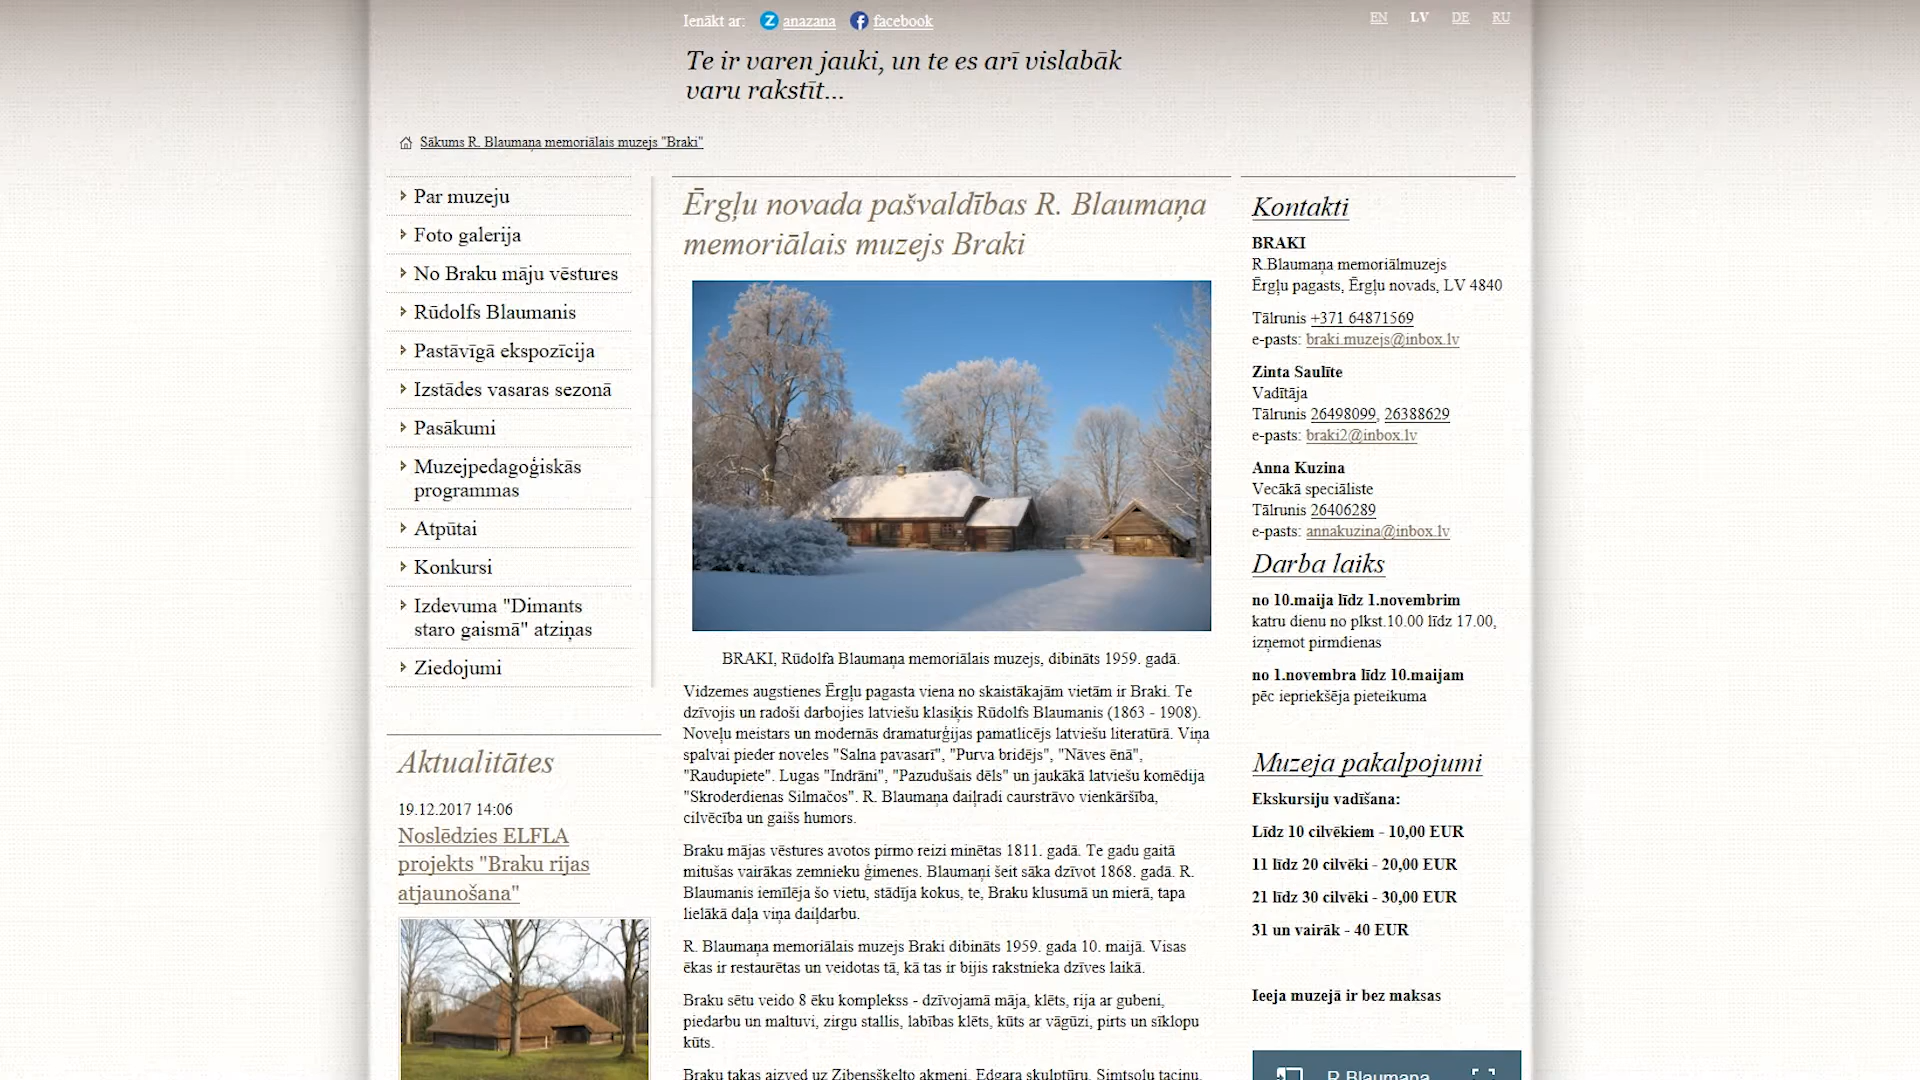 Ienākt ar: anazana facebook
EN LV DE RU
Te ir varen jauki, un te es arī vislabāk
varu rakstīt...
Sākums R. Blaumaņa memoriālais muzejs "Braki"
Par muzeju
Foto galerija
No Braku māju vēstures
Rūdolfs Blaumanis
Pastāvīgā ekspozīcija
Izstādes vasaras sezonā
Pasākumi
Muzejpedagoģiskās
programmas
Atpūtai
Konkursi
Izdevuma "Dimants
staro gaismā" atziņas
Ziedojumi
Aktualitātes
19.12.2017 14:06
Noslēdzies ELFLA
projekts "Braku rijas
atjaunošana"
Ērgļu novada pašvaldības R. Blaumaņa
memoriālais muzejs Braki
BRAKI, Rūdolfa Blaumaņa memoriālais muzejs, dibināts 1959. gadā.
Vidzemes augstienes Ērgļu pagasta viena no skaistākajām vietām ir Braki. Te
dzīvojis un radoši darbojies latviešu klasiķis Rūdolfs Blaumanis (1863 - 1908).
Noveļu meistars un modernās dramaturģijas pamatlicējs latviešu literatūrā. Viņa
spalvai pieder noveles "Salna pavasarī", "Purva bridējs", "Nāves ēnā",
"Raudupiete". Lugas "Indrāni", "Pazudušais dēls" un jaukākā latviešu komēdija
"Skroderdienas Silmačos". R. Blaumaņa daiļradi caurstrāvo vienkāršība,
cilvēcība un gaišs humors.
Braku mājas vēstures avotos pirmo reizi minētas 1811. gadā. Te gadu gaitā
mitušas vairākas zemnieku ģimenes. Blaumaņi šeit sāka dzīvot 1868. gadā. R.
Blaumanis iemīlēja šo vietu, stādīja kokus, te, Braku klusumā un mierā, tapa
lielākā daļa viņa daiļdarbu.
R. Blaumaņa memoriālais muzejs Braki dibināts 1959. gada 10. maijā. Visas
ēkas ir restaurētas un veidotas tā, kā tas ir bijis rakstnieka dzīves laikā.
Braku sētu veido 8 ēku komplekss - dzīvojamā māja, klēts, rija ar gubeni,
piedarbu un maltuvi, zirgu stallis, labības klēts, kūts ar vāgūzi, pirts un sīklopu
kūts.
Braku takas aizved uz Zibensšķelto akmeni, Edgara skulptūru, Simtsoļu taciņu,
Kontakti
BRAKI
R.Blaumaņa memoriālmuzejs
Ērgļu pagasts, Ērgļu novads, LV 4840
Tālrunis +371 64871569
e-pasts: braki.muzejs@inbox.lv
Zinta Saulīte
Vadītāja
Tālrunis 26498099, 26388629
e-pasts: braki2@inbox.lv
Anna Kuzina
Vecākā speciāliste
Tālrunis 26406289
e-pasts: annakuzina@inbox.lv
Darba laiks
no 10.maija līdz 1.novembrim
katru dienu no plkst.10.00 līdz 17.00,
izņemot pirmdienas
no 1.novembra līdz 10.maijam
pēc iepriekšēja pieteikuma
Muzeja pakalpojumi
Ekskursiju vadīšana:
Līdz 10 cilvēkiem - 10,00 EUR
11 līdz 20 cilvēki - 20,00 EUR
21 līdz 30 cilvēki - 30,00 EUR
31 un vairāk - 40 EUR
Ieeja muzejā ir bez maksas
R.Blaumaņa